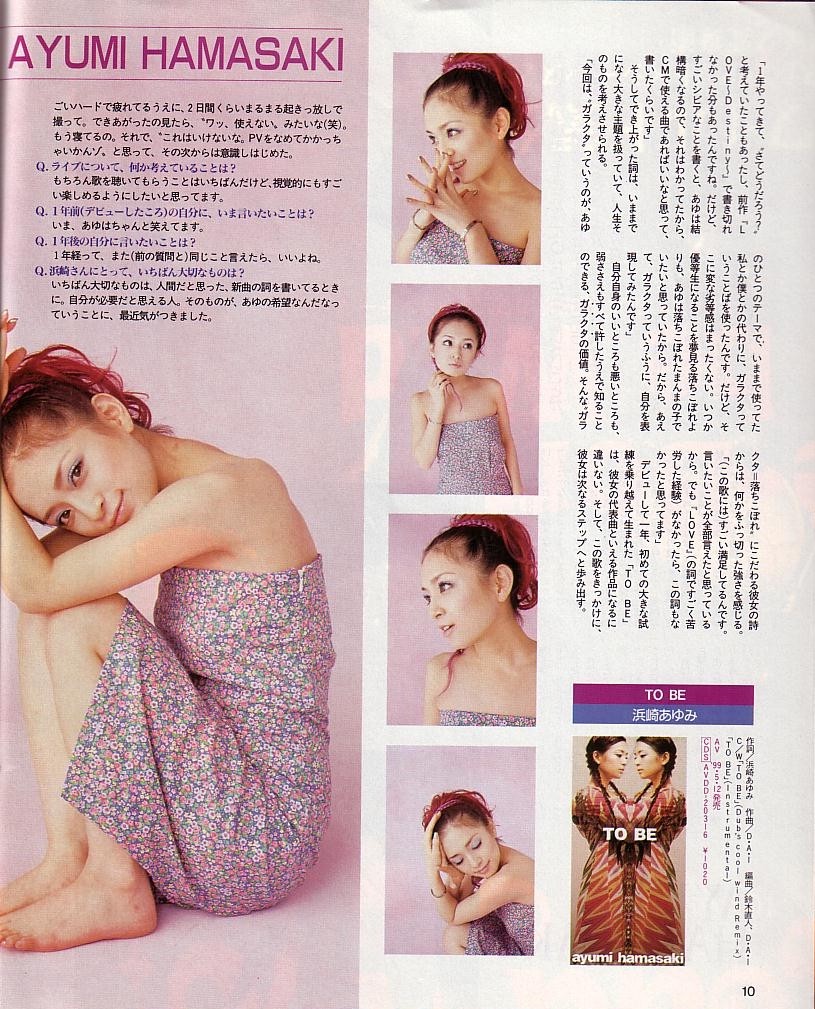 AYUMI HAMASAKI
ごいハードで疲れてるうえに、2日間くらいまるまる起きっ放しで
撮って。できあがったの見たら、〝ワッ、使えない〟みたいな(笑)。
もう寝てるの。それで、〝これはいけないな。PVをなめてかかっち
ゃいかんゾ〟と思って、その次からは意識しはじめた。
Q. ライブについて、何か考えていることは?
もちろん歌を聴いてもらうことはいちばんだけど、視覚的にもすご
い楽しめるようにしたいと思ってます。
Q. 1年前(デビューしたころ)の自分に、いま言いたいことは?
いま、あゆはちゃんと笑えてます。
Q. 1年後の自分に言いたいことは?
1年経って、また(前の質問と)同じこと言えたら、いいよね。
Q. 浜崎さんにとって、いちばん大切なものは?
いちばん大切なものは、人間だと思った、新曲の詞を書いてるとき
に。自分が必要だと思える人。そのものが、あゆの希望なんだなっ
ていうことに、最近気がつきました。
「1年やってきて、〝さてどうだろう?〟
と考えていたこともあったし、前作『L
OVE〜Destiny〜』で書き切れ
なかった分もあったんですね。だけど、
すごいシビアなことを書くと、あゆは結
構暗くなるので、それはわかってたから、
CMで使える曲であればいいなと思って、
書いたくらいです」
そうしてでき上がった詞は、いままで
になく大きな主題を扱っていて、人生そ
のものを考えさせられる。
「今回は、〝ガラクタ〟っていうのが、あゆ
のひとつのテーマで、いままで使ってた
私とか僕とかの代わりに、ガラクタって
いうことばを使ったんです。だけど、そ
こに変な劣等感はまったくない。いつか
優等生になることを夢見る落ちこぼれよ
りも、あゆは落ちこぼれたまんまの子で
いたいと思っていたから。だから、あえ
て、ガラクタっていうふうに、自分を表
現してみたんです」
自分自身のいいところも悪いところも、
弱ささえもすべて許したうえで知ること
のできる、ガラクタの価値。そんな〝ガラ
クタ=落ちこぼれ〟にこだわる彼女の詩
からは、何かをふっ切った強さを感じる。
「(この歌には)すごい満足してるんです。
言いたいことが全部言えたと思っている
から。でも『LOVE』(の詞ですごく苦
労した経験)がなかったら、この詞もな
かったと思ってます」
デビューして一年、初めての大きな試
練を乗り越えて生まれた「TO BE」
は、彼女の代表曲といえる作品になるに
違いない。そして、この歌をきっかけに、
彼女は次なるステップへと歩み出す。
TO BE
浜崎あゆみ
作詞/浜崎あゆみ 作曲/D・A・I 編曲/鈴木直人、D・A・I
C/W「TO BE」(Dub's cool wind Remix)
「TO BE」(Instrumental)
AV '99・5・12発売
CDS AVDD-20316 ¥1020
TO BE
ayumi hamasaki
10